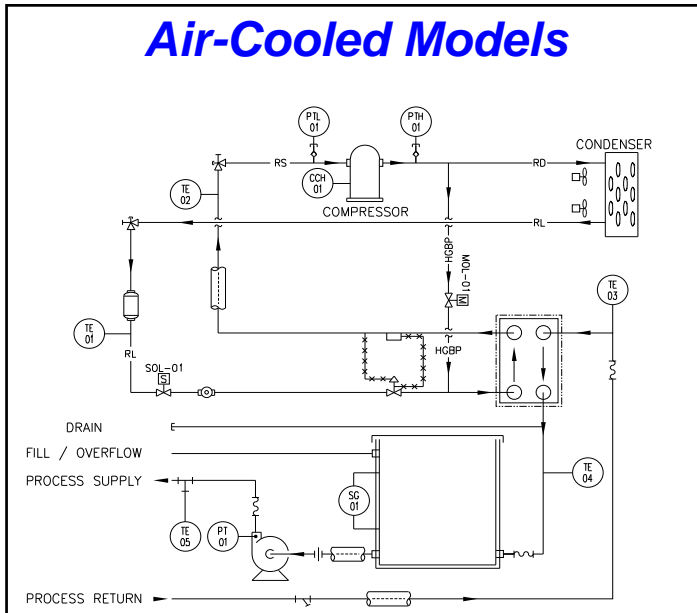 Air-Cooled Models
PTL
01
PTH
01
CONDENSER
RS
RD
CCH
01
TE
02
COMPRESSOR
RL
HGBP
MOL-01
M
TE
03
TE
01
RL
HGBP
SOL-01
S
DRAIN
FILL / OVERFLOW
PROCESS SUPPLY
TE
04
SG
01
PT
01
TE
05
PROCESS RETURN